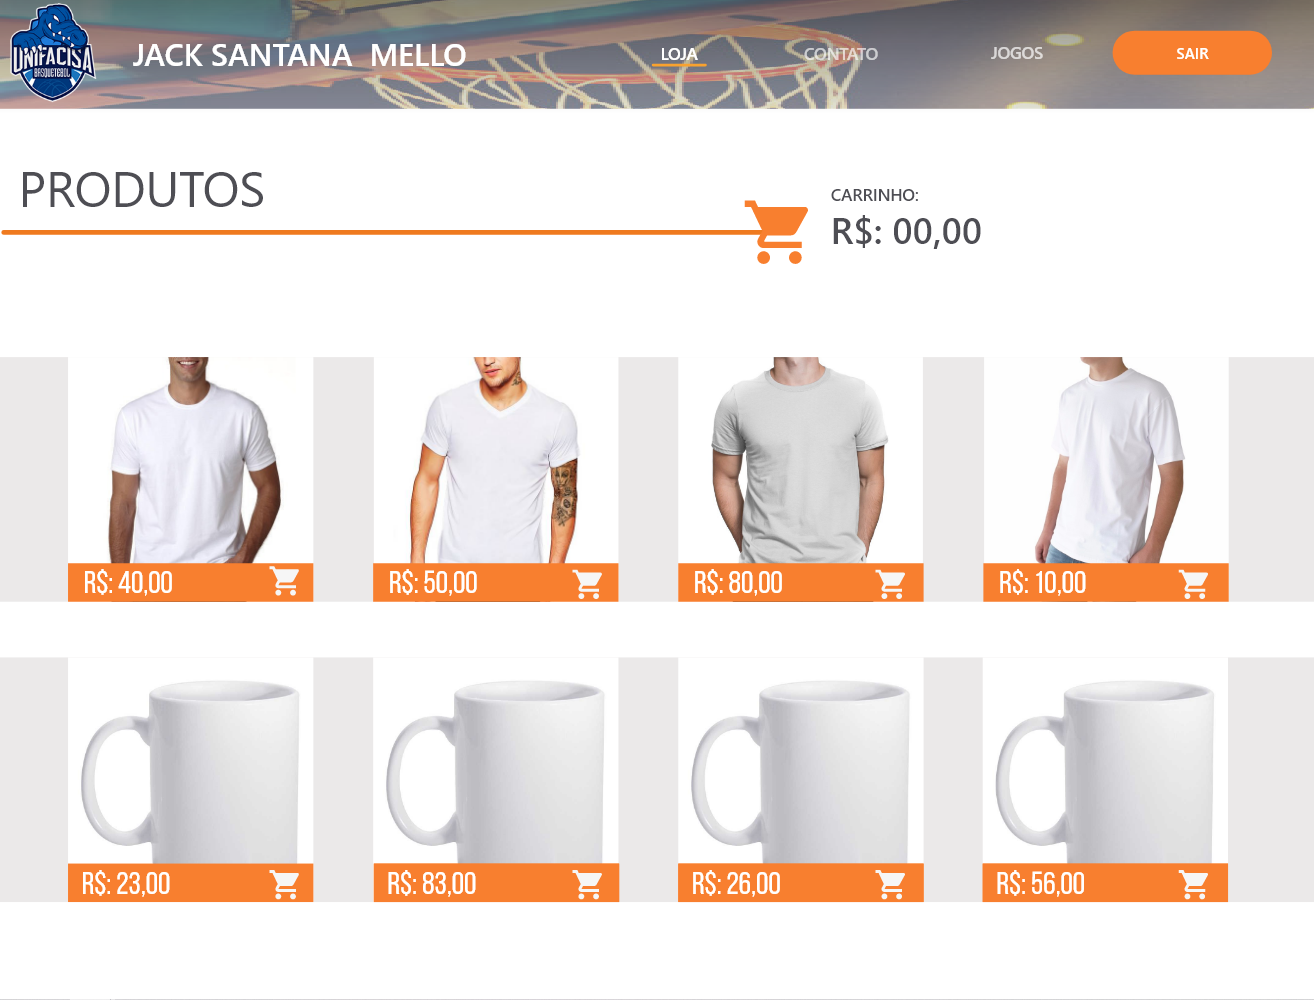 UNIFACISA
BASQUETEBOL
JACK SANTANA MELLO
LOJA
CONTATO
JOGOS
SAIR
PRODUTOS
CARRINHO:
R$: 00,00
R$: 40,00
R$: 50,00
R$: 80,00
R$: 10,00
R$: 23,00
R$: 83,00
R$: 26,00
R$: 56,00